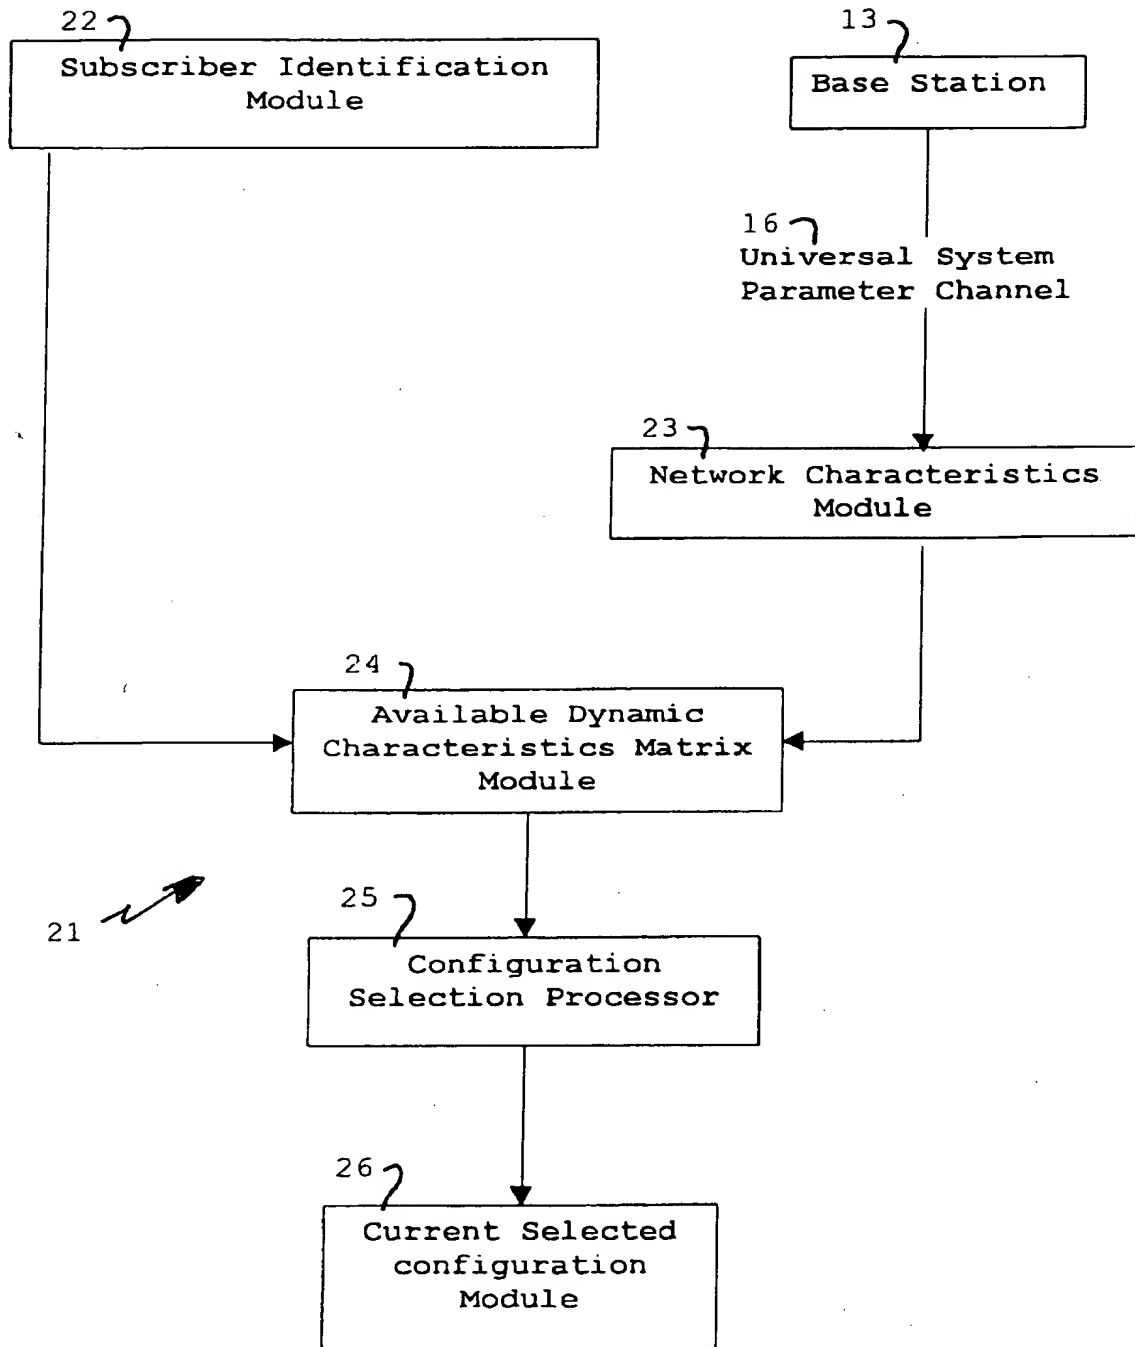 22
Subscriber Identification
Module
13
Base Station
16
Universal System
Parameter Channel
23
Network Characteristics
Module
24
Available Dynamic
Characteristics Matrix
Module
21
25
Configuration
Selection Processor
26
Current Selected
configuration
Module